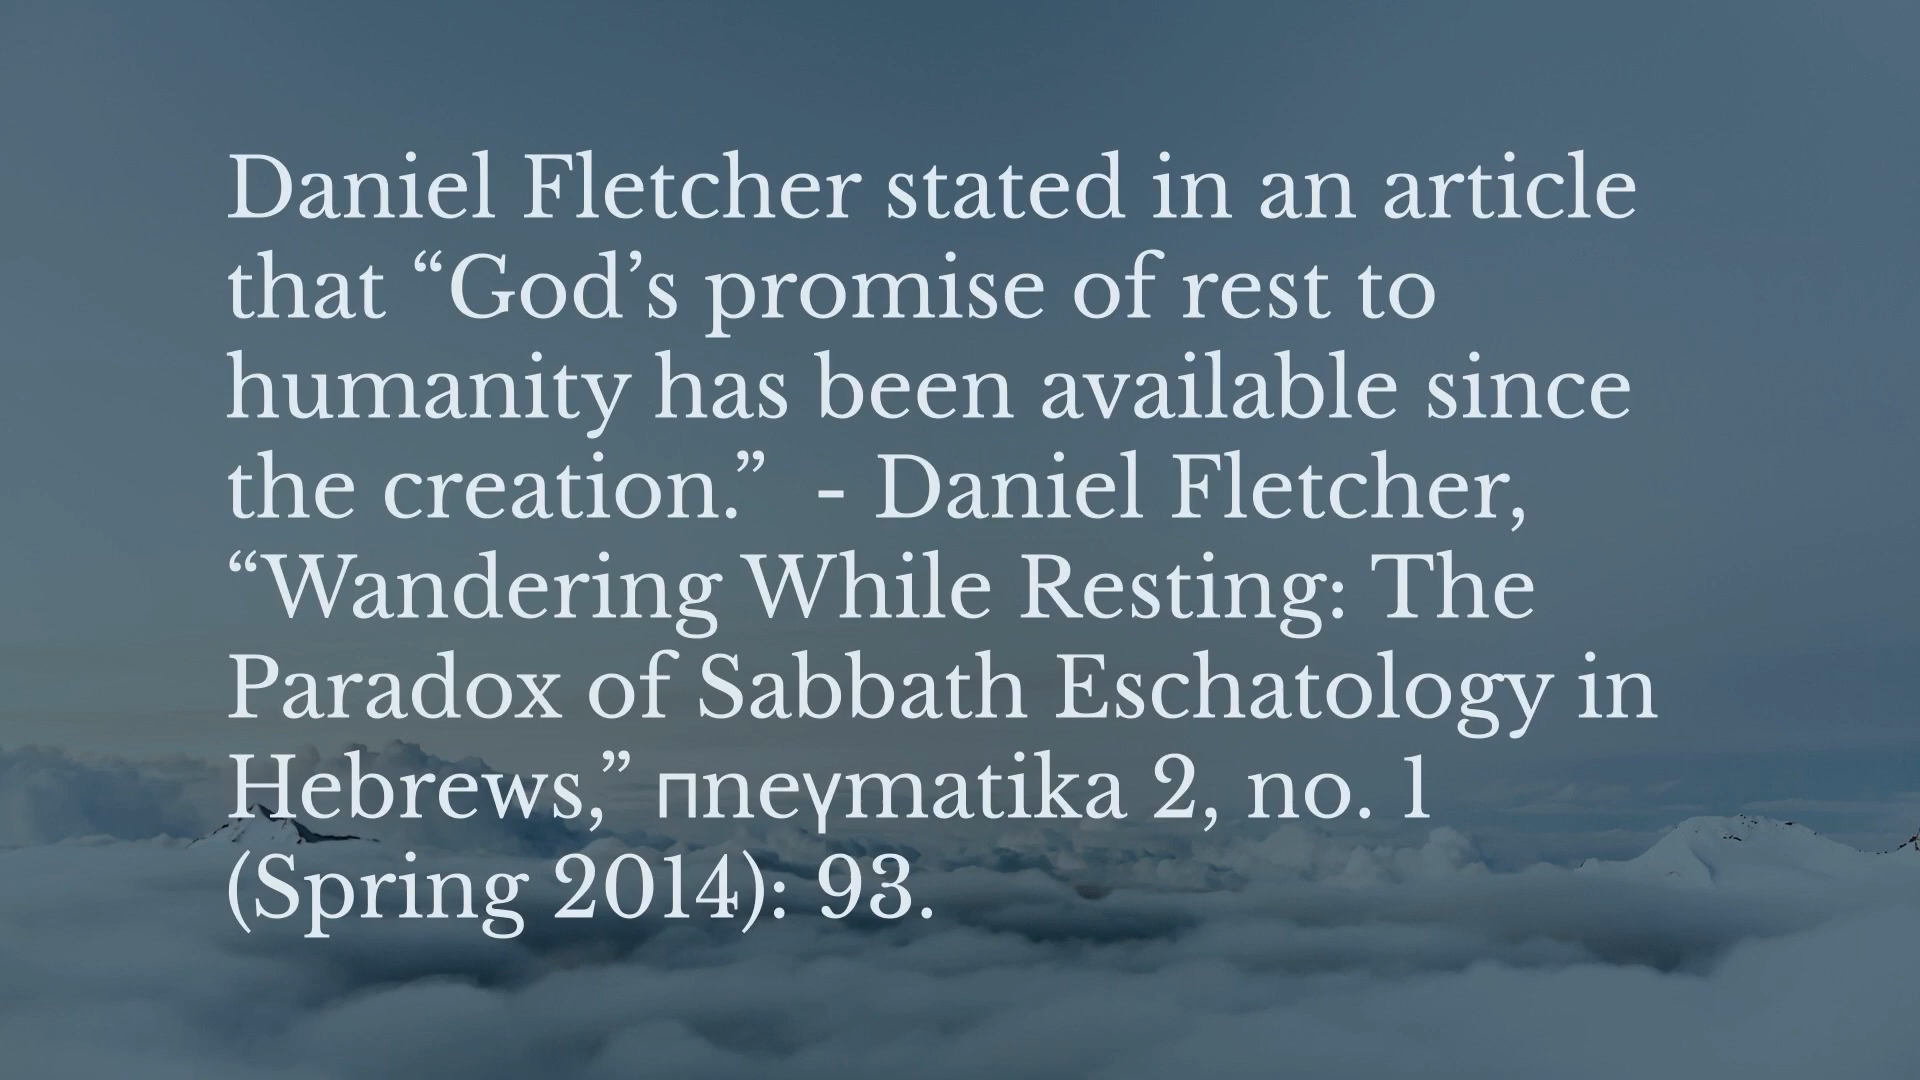 Daniel Fletcher stated in an article
that “God’s promise of rest to
humanity has been available since
the creation.”  - Daniel Fletcher,
“Wandering While Resting: The
Paradox of Sabbath Eschatology in
Hebrews,” пneγmatika 2, no. 1
(Spring 2014): 93.